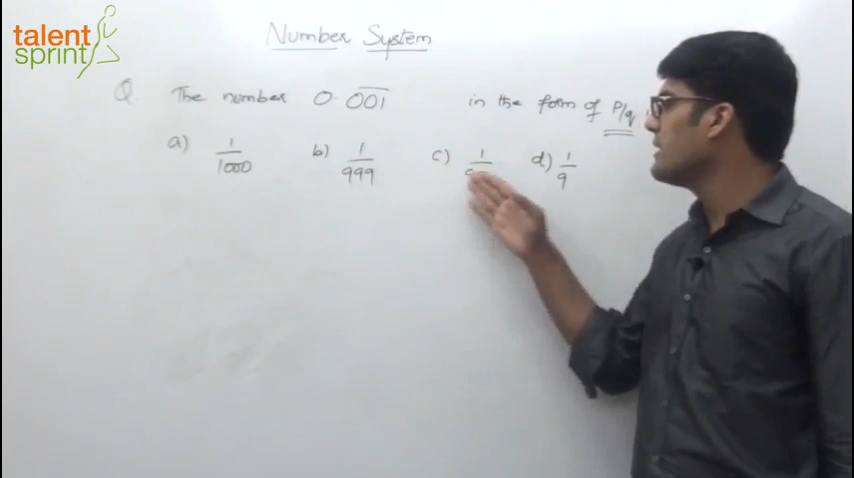 talent
sprint
Number System
Q. The number 0.\overline{001} in the form of P/q
a) 1/1000 b) 1/999 c) 1/ d) 1/9